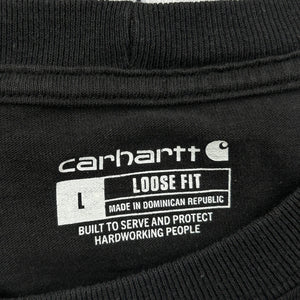 carhartt
L LOOSE FIT
MADE IN DOMINICAN REPUBLIC
BUILT TO SERVE AND PROTECT
HARDWORKING PEOPLE